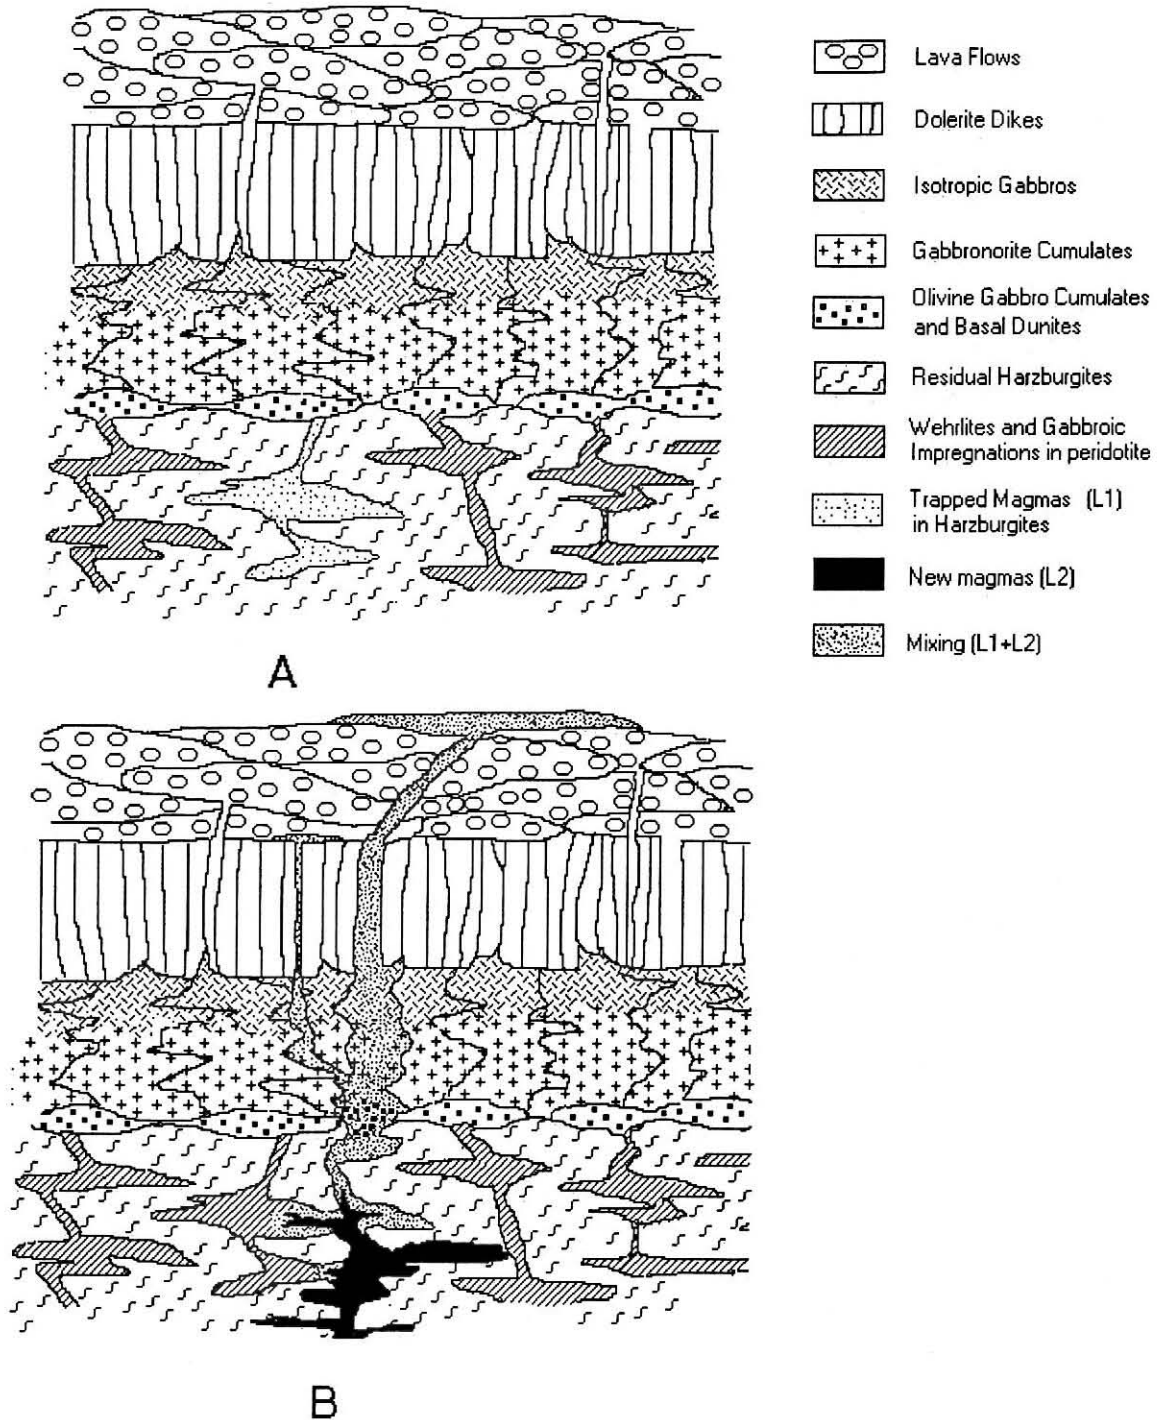 Lava Flows
Dolerite Dikes
Isotropic Gabbros
Gabbronorite Cumulates
Olivine Gabbro Cumulates
and Basal Dunites
Residual Harzburgites
Wehrlites and Gabbroic
Impregnations in peridotite
Trapped Magmas (L1)
in Harzburgites
New magmas (L2)
Mixing (L1+L2)
A
B